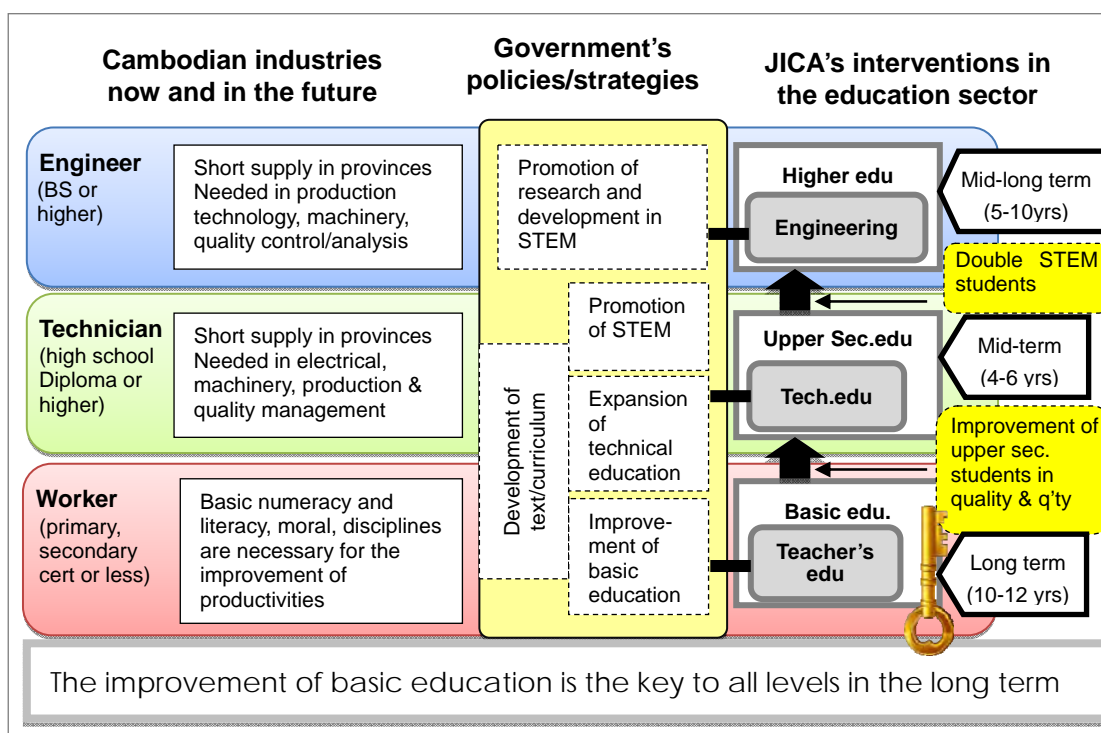 Cambodian industries
now and in the future
Government's
policies/strategies
JICA's interventions in
the education sector
Engineer
(BS or
higher)
Short supply in provinces
Needed in production
technology, machinery,
quality control/analysis
Promotion of
research and
development in
STEM
Higher edu
Engineering
Mid-long term
(5-10yrs)
Double STEM
students
Technician
(high school
Diploma or
higher)
Short supply in provinces
Needed in electrical,
machinery, production &
quality management
Promotion
of STEM
Expansion
of
technical
education
Development of
text/curriculum
Upper Sec.edu
Tech.edu
Mid-term
(4-6 yrs)
Improvement of
upper sec.
students in
quality & q'ty
Worker
(primary,
secondary
cert or less)
Basic numeracy and
literacy, moral, disciplines
are necessary for the
improvement of
productivities
Improve-
ment of
basic
education
Basic edu.
Teacher's
edu
Long term
(10-12 yrs)
The improvement of basic education is the key to all levels in the long term